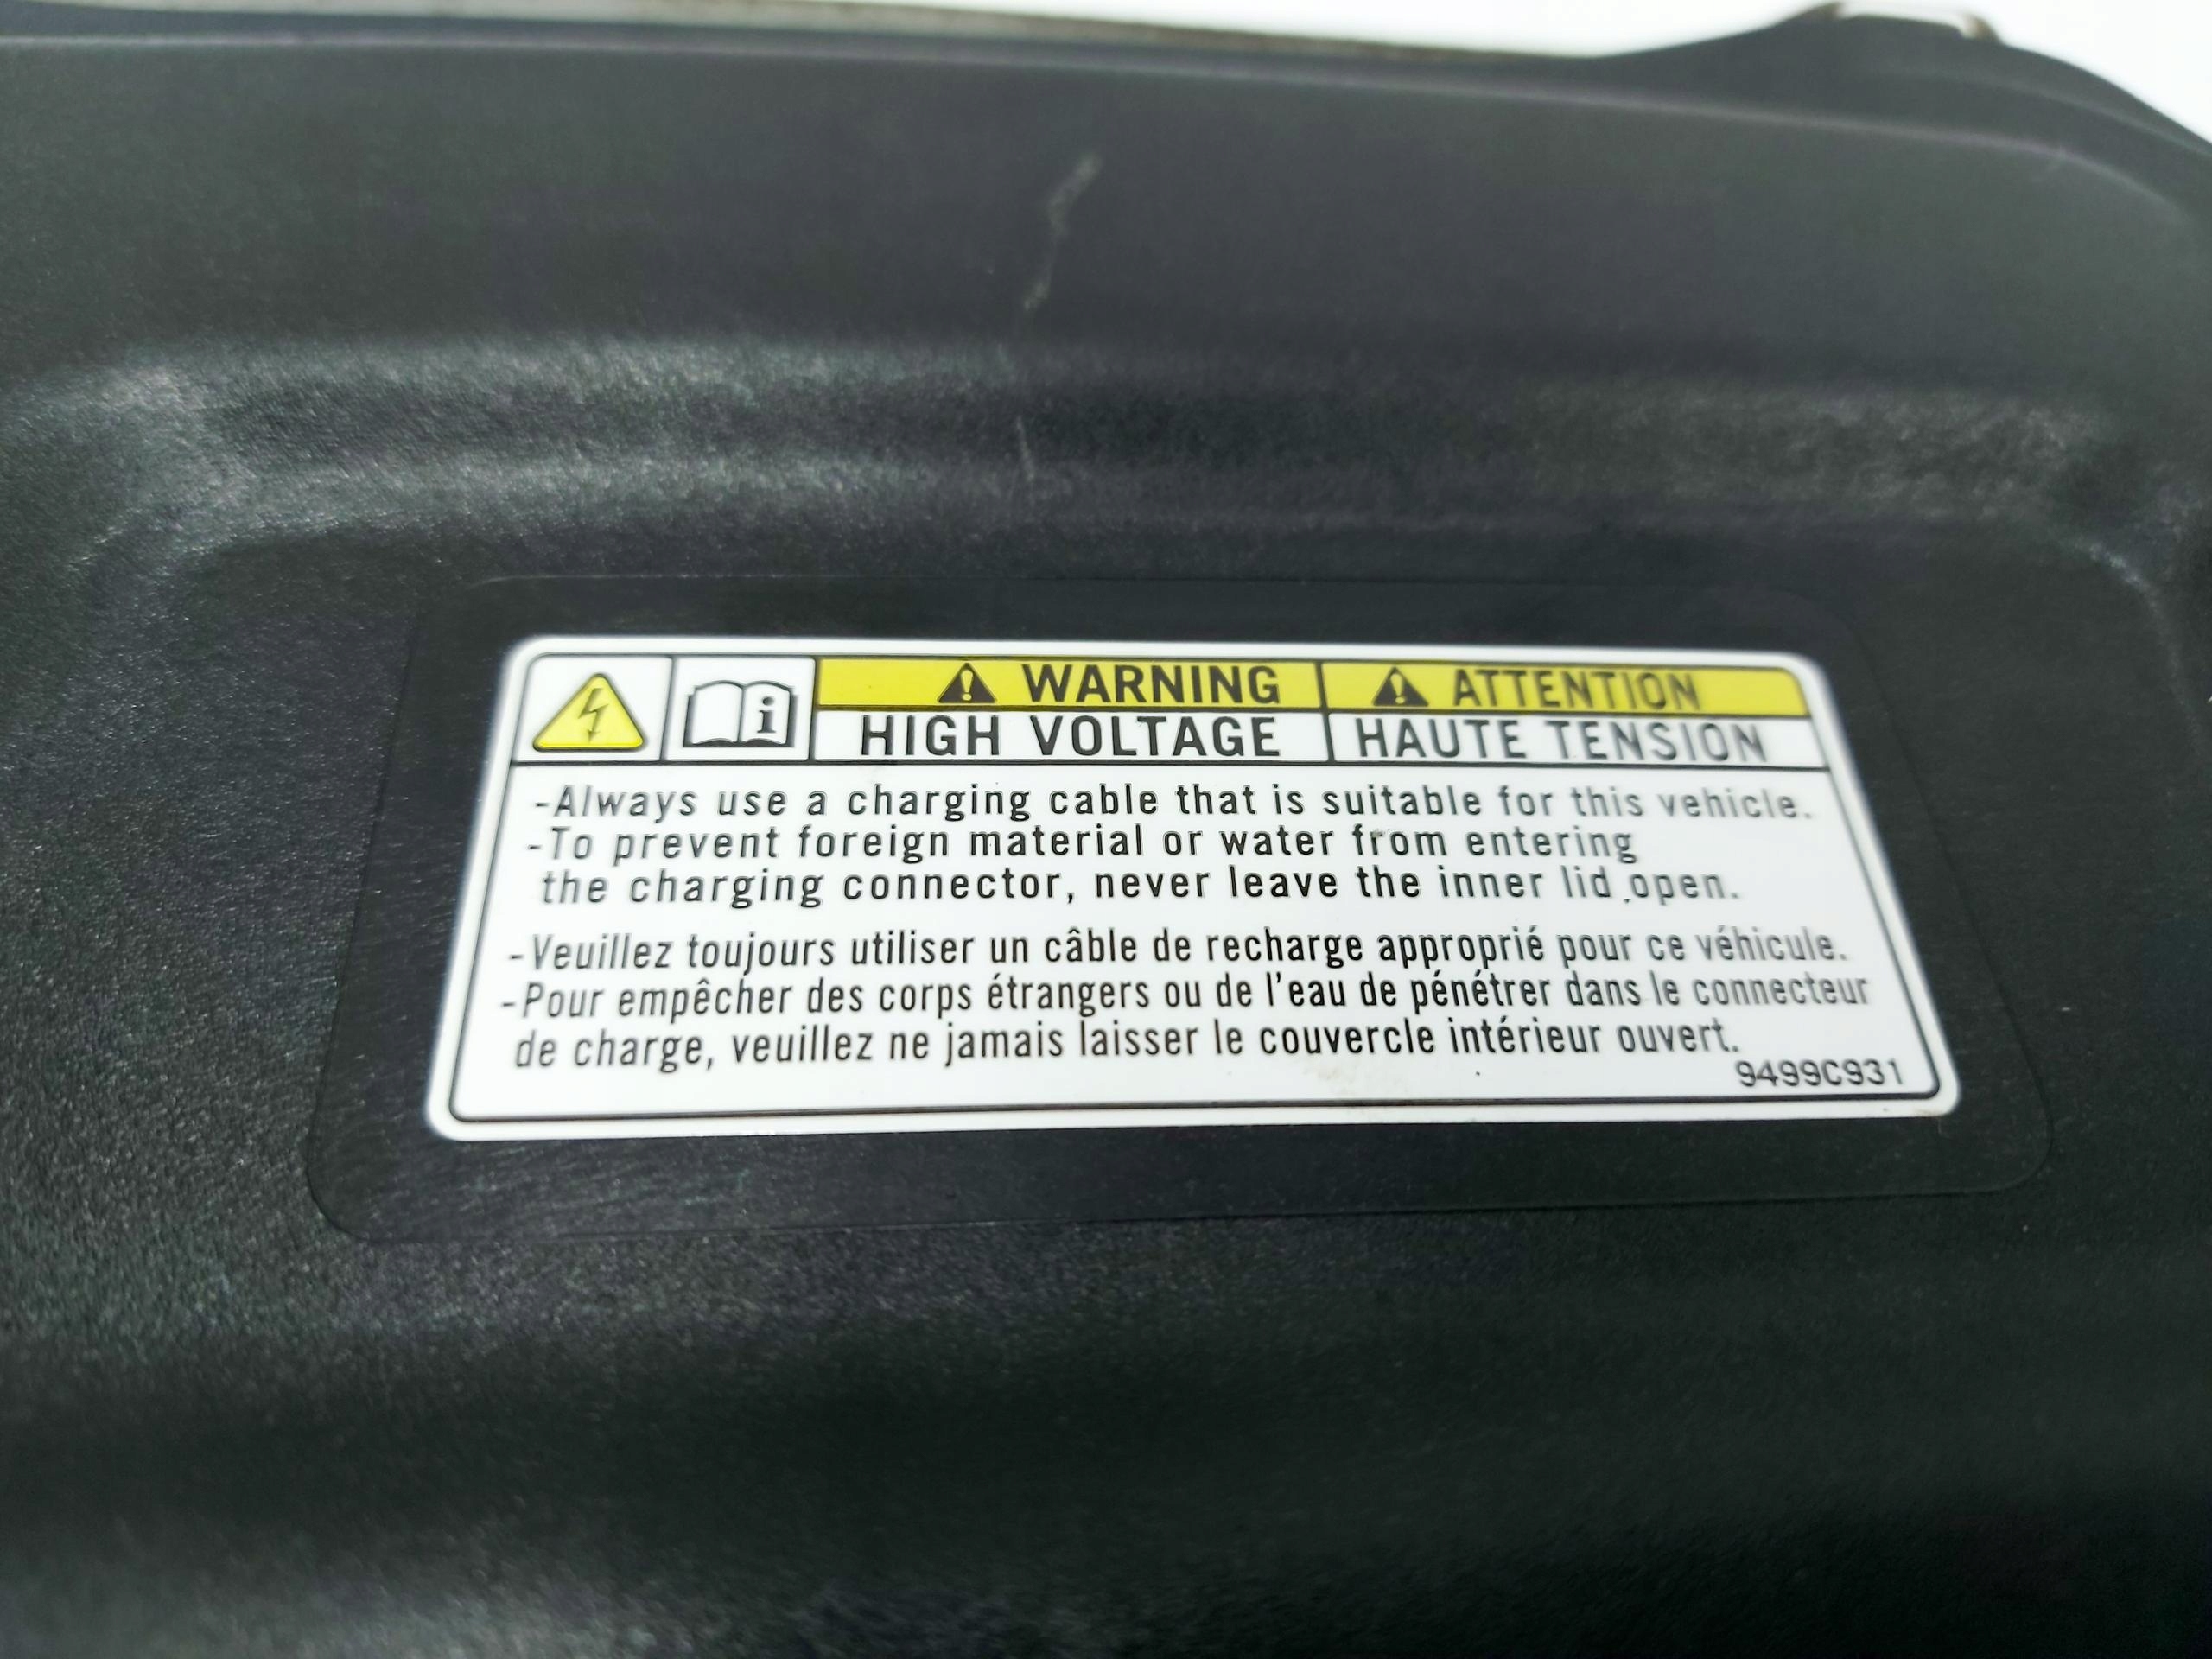 WARNING
ATTENTION
HIGH VOLTAGE
HAUTE TENSION
-Always use a charging cable that is suitable for this vehicle.
-To prevent foreign material or water from entering
the charging connector, never leave the inner lid open.
-Veuillez toujours utiliser un câble de recharge approprié pour ce véhicule.
-Pour empêcher des corps étrangers ou de l'eau de pénétrer dans le connecteur
de charge, veuillez ne jamais laisser le couvercle intérieur ouvert.
9499C931